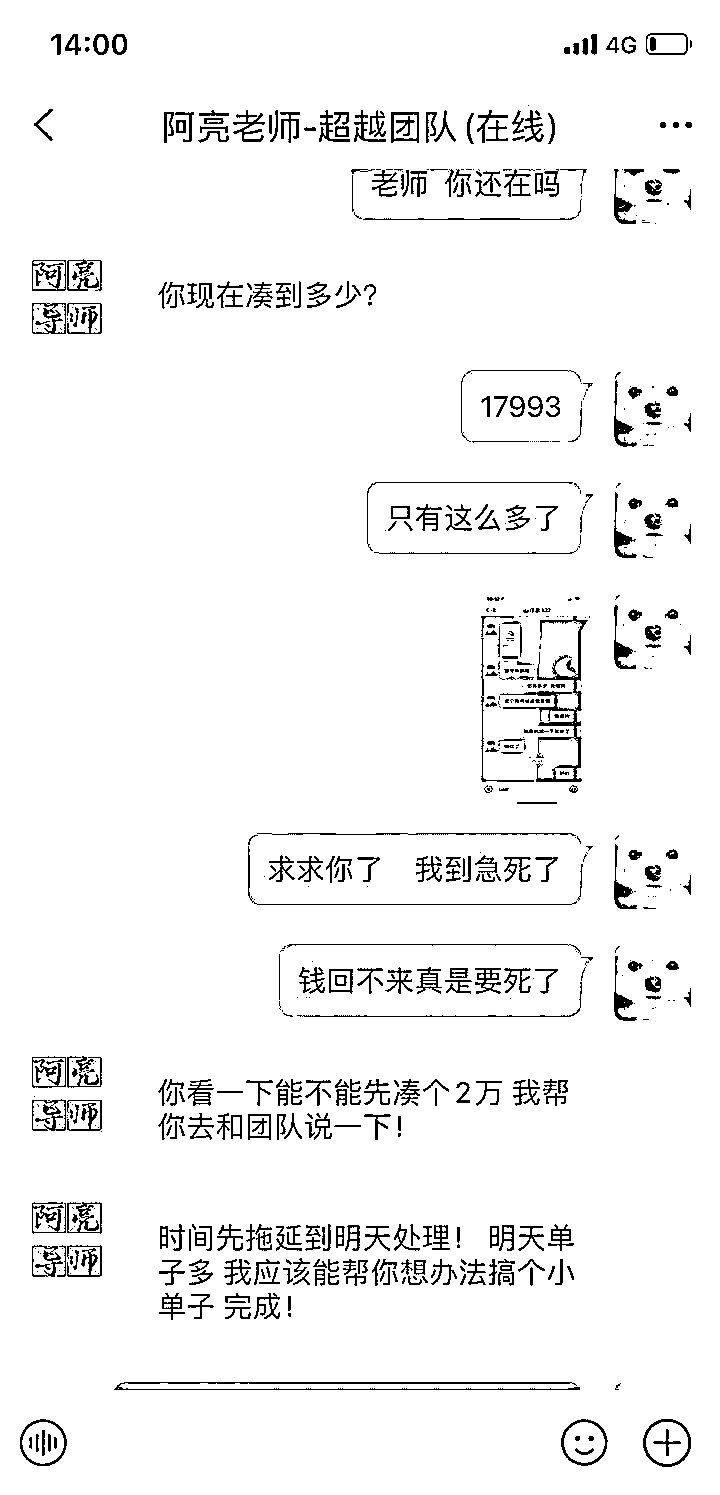 14:00
4G
阿亮老师-超越团队(在线)
老师 你还在吗
阿亮
导师
你现在凑到多少？
17993
只有这么多了
求求你了 我到急死了
钱回不来真是要死了
阿亮
导师
你看一下能不能先凑个2万 我帮
你去和团队说一下！
阿亮
导师
时间先拖延到明天处理！ 明天单
子多 我应该能帮你想办法搞个小
单子 完成！